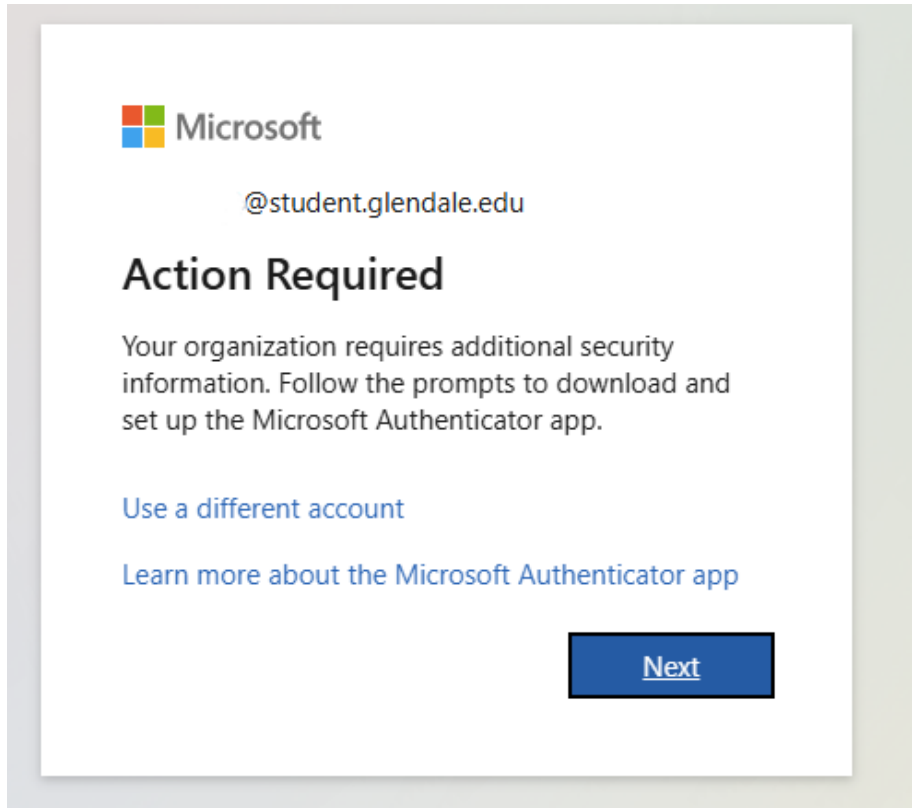 Microsoft
@student.glendale.edu
Action Required
Your organization requires additional security
information. Follow the prompts to download and
set up the Microsoft Authenticator app.
Use a different account
Learn more about the Microsoft Authenticator app
Next